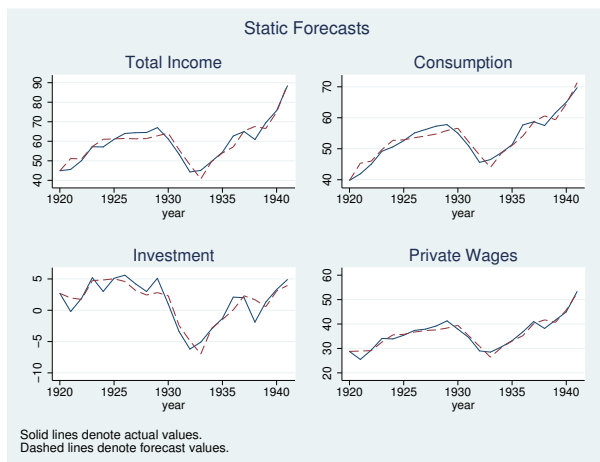 Static Forecasts
Total Income
90
80
70
60
50
40
1920 1925 1930 1935 1940
year
Consumption
70
60
50
40
1920 1925 1930 1935 1940
year
Investment
5
0
−5
−10
1920 1925 1930 1935 1940
year
Private Wages
60
50
40
30
20
1920 1925 1930 1935 1940
year
Solid lines denote actual values.
Dashed lines denote forecast values.